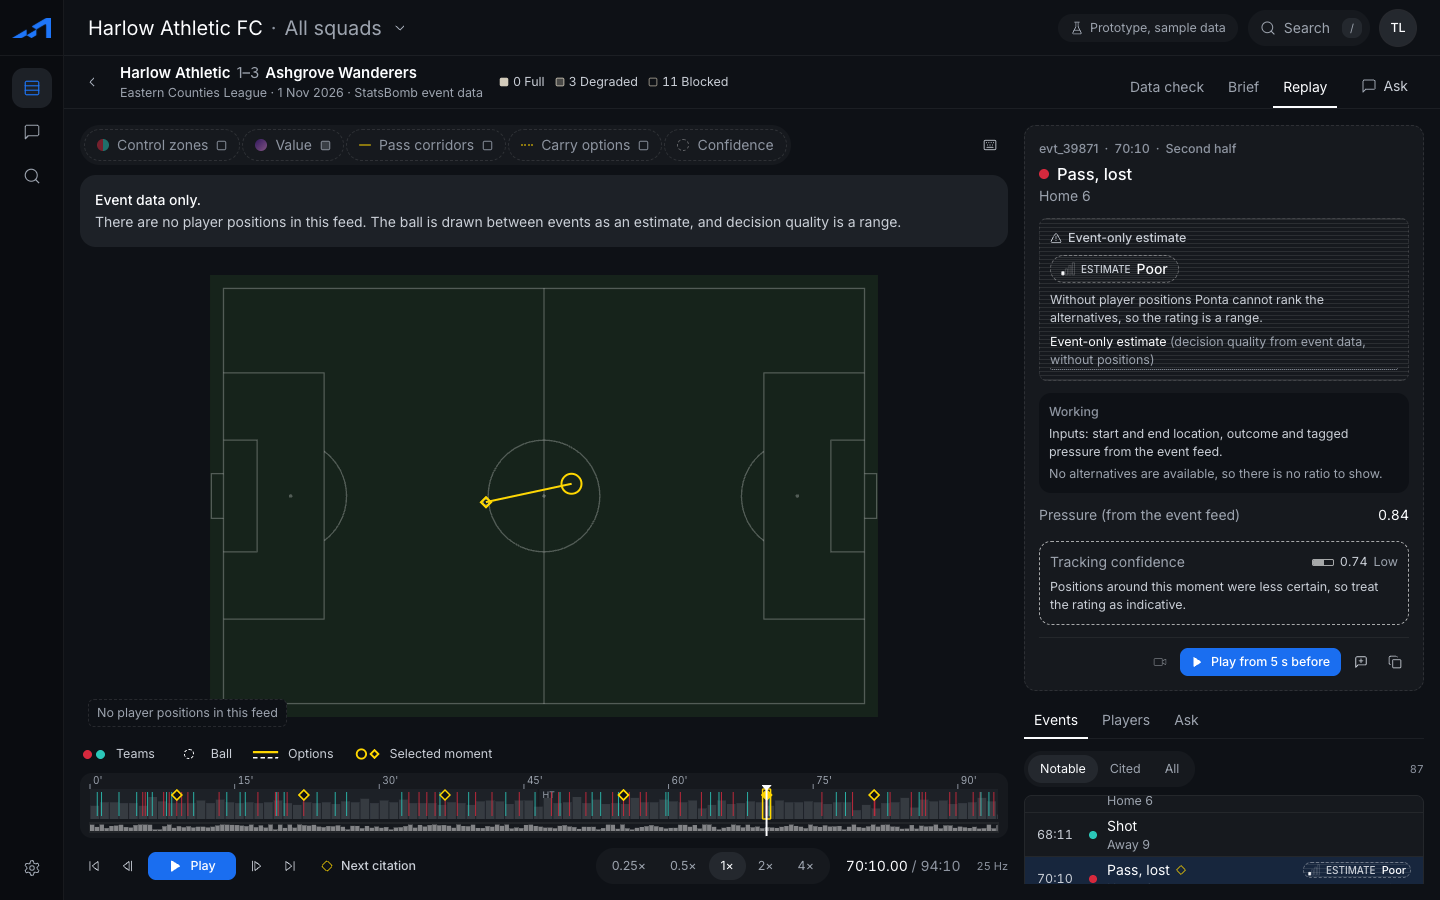 Harlow Athletic FC · All squads
Prototype, sample data
Search /
TL
Harlow Athletic 1–3 Ashgrove Wanderers
Eastern Counties League · 1 Nov 2026 · StatsBomb event data
0 Full
3 Degraded
11 Blocked
Data check
Brief
Replay
Ask
Control zones
Value
Pass corridors
Carry options
Confidence
Event data only.
There are no player positions in this feed. The ball is drawn between events as an estimate, and decision quality is a range.
No player positions in this feed
Teams
Ball
Options
Selected moment
0'
15'
30'
45'
60'
75'
90'
HT
Play
Next citation
0.25×
0.5×
1×
2×
4×
70:10.00 / 94:10
25 Hz
evt_39871 · 70:10 · Second half
Pass, lost
Home 6
Event-only estimate
ESTIMATE Poor
Without player positions Ponta cannot rank the
alternatives, so the rating is a range.
Event-only estimate (decision quality from event data,
without positions)
Working
Inputs: start and end location, outcome and tagged
pressure from the event feed.
No alternatives are available, so there is no ratio to show.
Pressure (from the event feed) 0.84
Tracking confidence 0.74 Low
Positions around this moment were less certain, so treat
the rating as indicative.
Play from 5 s before
Events
Players
Ask
Notable
Cited
All
87
Home 6
68:11 Shot
Away 9
70:10 Pass, lost ESTIMATE Poor